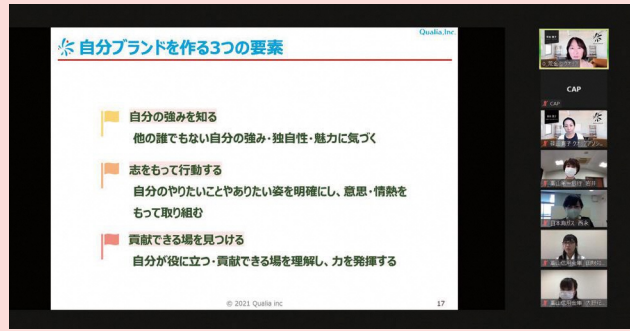 Qualia,Inc.
自分ブランドを作る3つの要素
自分の強みを知る
他の誰でもない自分の強み・独自性・魅力に気づく
志をもって行動する
自分のやりたいことやありたい姿を明確にし、意思・情熱を
もって取り組む
貢献できる場を見つける
自分が役に立つ・貢献できる場を理解し、力を発揮する
© 2021 Qualia inc
17
CAP
CAP